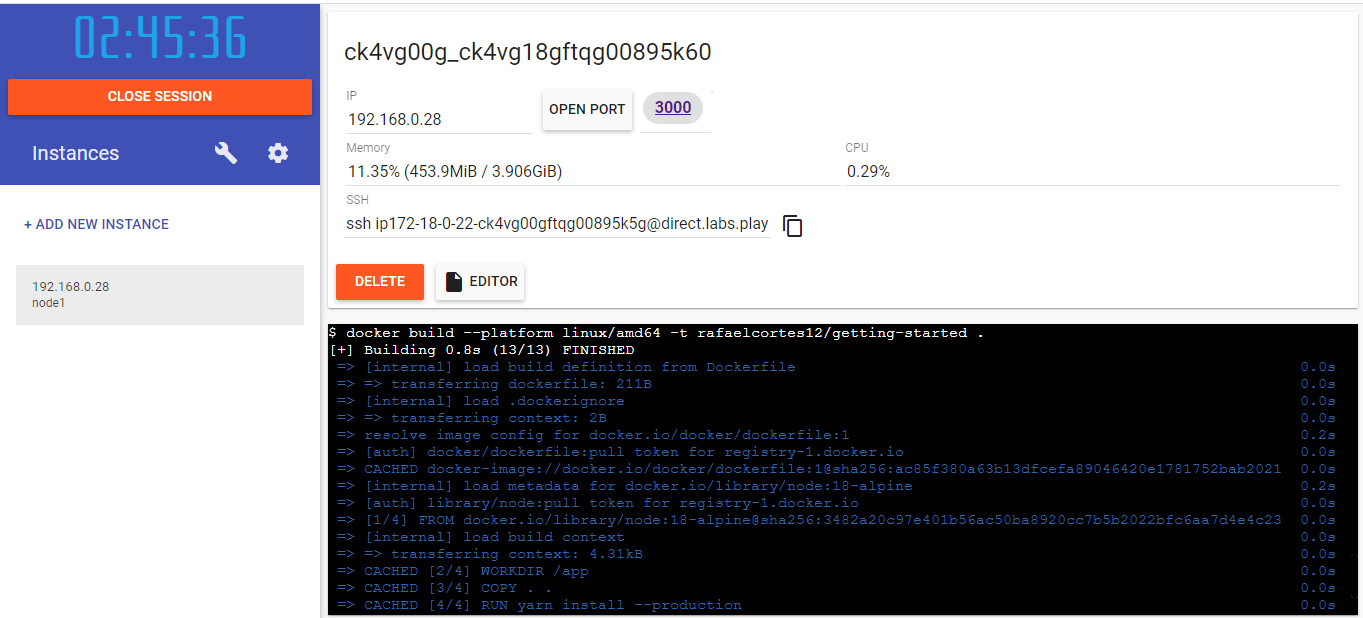 02:45:36
CLOSE SESSION
Instances
+ ADD NEW INSTANCE
192.168.0.28
node1
ck4vg00g_ck4vg18gftqg00895k60
IP
192.168.0.28
OPEN PORT
3000
Memory
11.35% (453.9MiB / 3.906GiB)
CPU
0.29%
SSH
ssh ip172-18-0-22-ck4vg00gftqg00895k5g@direct.labs.play
DELETE
EDITOR
$ docker build --platform linux/amd64 -t rafaelcortes12/getting-started .
[+] Building 0.8s (13/13) FINISHED
=> [internal] load build definition from Dockerfile 0.0s
=> => transferring dockerfile: 211B 0.0s
=> [internal] load .dockerignore 0.0s
=> => transferring context: 2B 0.0s
=> resolve image config for docker.io/docker/dockerfile:1 0.2s
=> [auth] docker/dockerfile:pull token for registry-1.docker.io 0.0s
=> CACHED docker-image://docker.io/docker/dockerfile:1@sha256:ac85f380a63b13dfcefa89046420e1781752bab2021 0.0s
=> [internal] load metadata for docker.io/library/node:18-alpine 0.2s
=> [auth] library/node:pull token for registry-1.docker.io 0.0s
=> [1/4] FROM docker.io/library/node:18-alpine@sha256:3482a20c97e401b56ac50ba8920cc7b5b2022bfc6aa7d4e4c23 0.0s
=> [internal] load build context 0.0s
=> => transferring context: 4.31kB 0.0s
=> CACHED [2/4] WORKDIR /app 0.0s
=> CACHED [3/4] COPY . . 0.0s
=> CACHED [4/4] RUN yarn install --production 0.0s